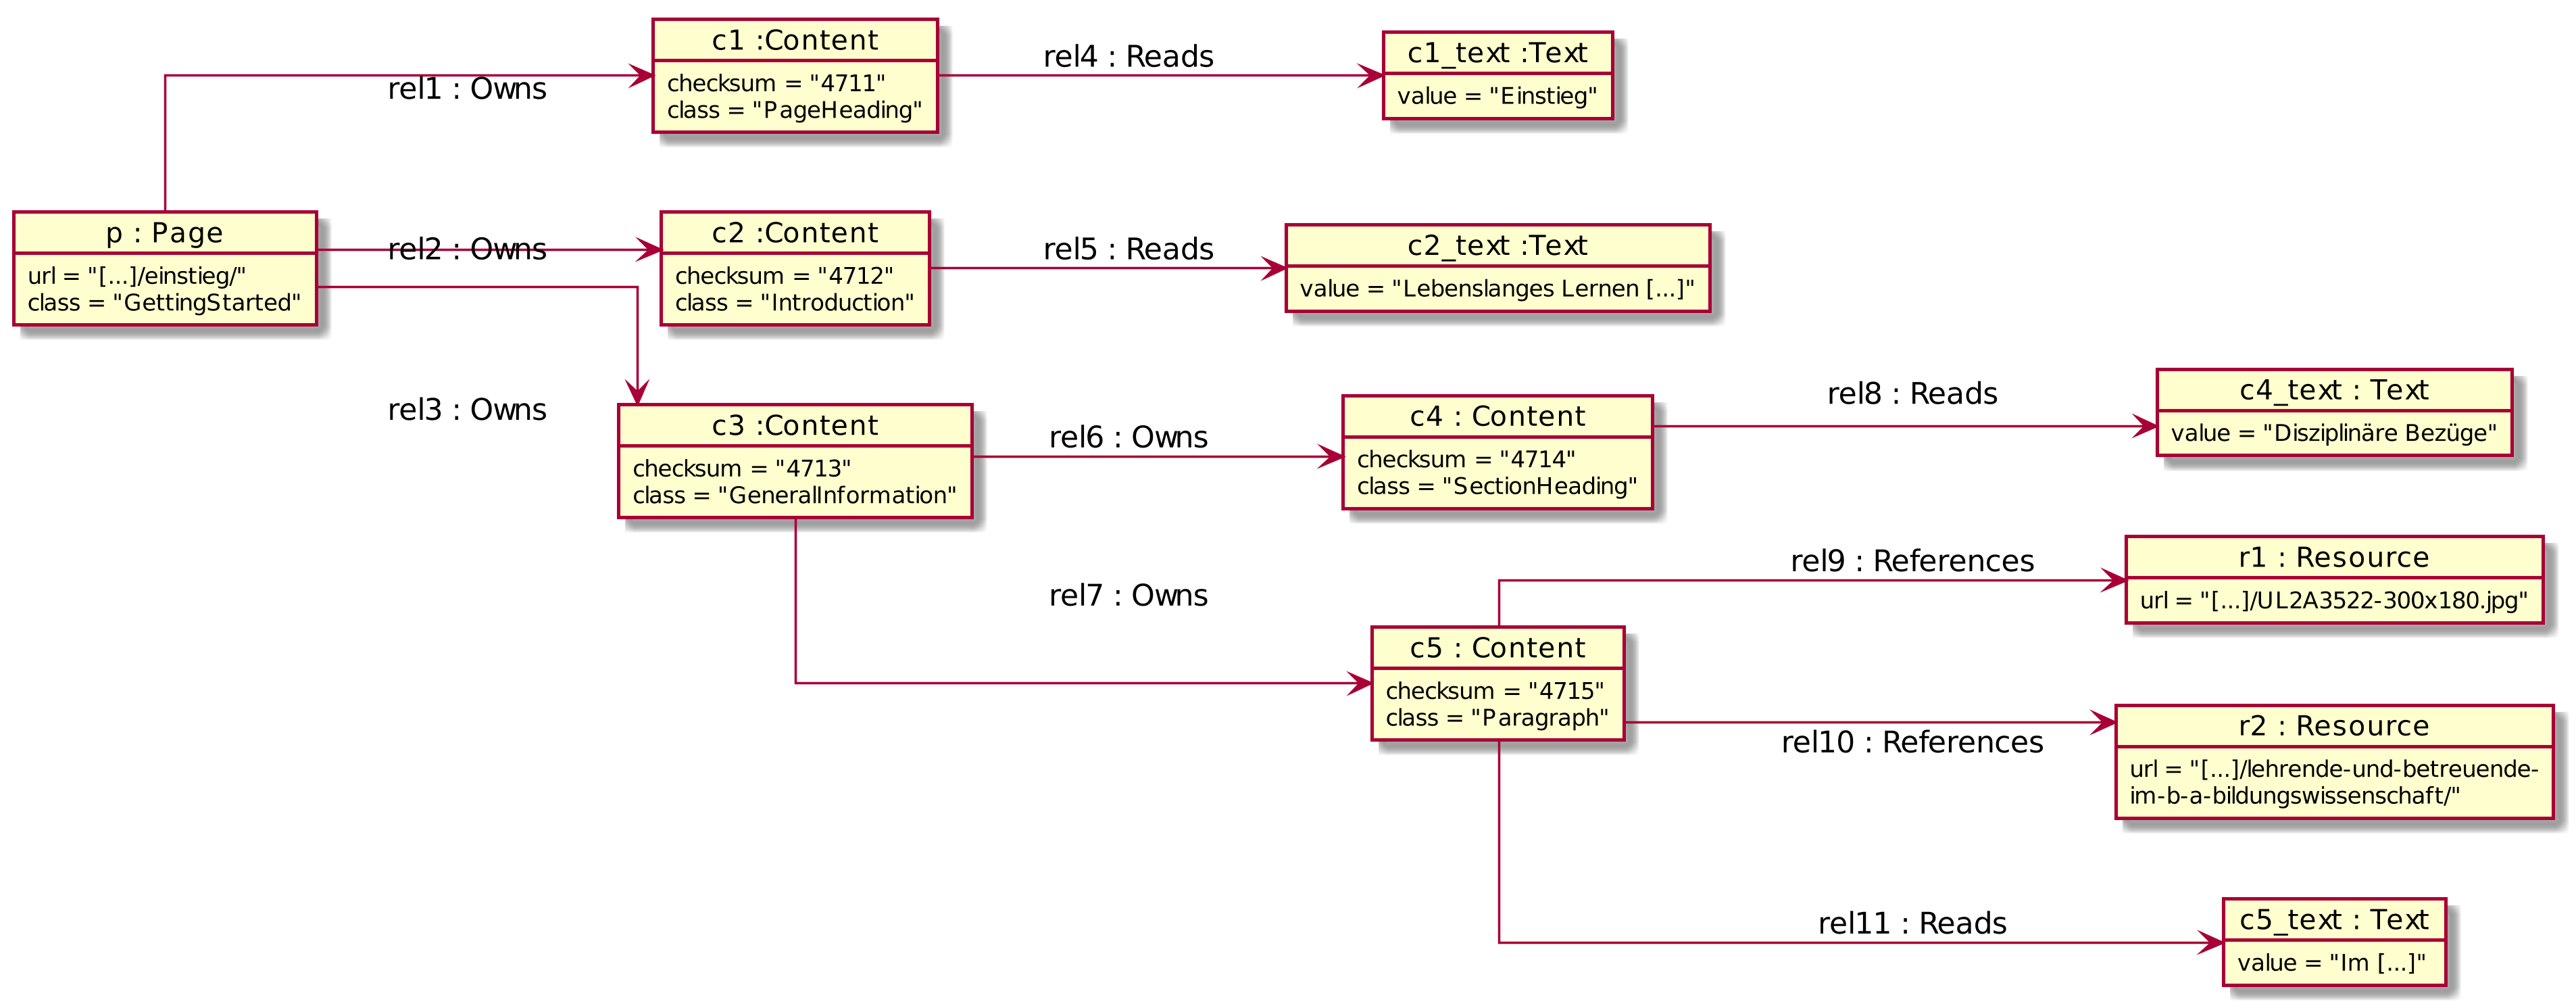 c1 :Content
checksum = "4711"
class = "PageHeading"
rel4 : Reads
c1_text :Text
value = "Einstieg"
rel1 : Owns
p : Page
url = "[...]/einstieg/"
class = "GettingStarted"
rel2 : Owns
c2 :Content
checksum = "4712"
class = "Introduction"
rel5 : Reads
c2_text :Text
value = "Lebenslanges Lernen [...]"
rel3 : Owns
c3 :Content
checksum = "4713"
class = "GeneralInformation"
rel6 : Owns
c4 : Content
checksum = "4714"
class = "SectionHeading"
rel8 : Reads
c4_text : Text
value = "Disziplinäre Bezüge"
rel7 : Owns
c5 : Content
checksum = "4715"
class = "Paragraph"
rel9 : References
r1 : Resource
url = "[...]/UL2A3522-300x180.jpg"
rel10 : References
r2 : Resource
url = "[...]/lehrende-und-betreuende-
im-b-a-bildungswissenschaft/"
rel11 : Reads
c5_text : Text
value = "Im [...]"